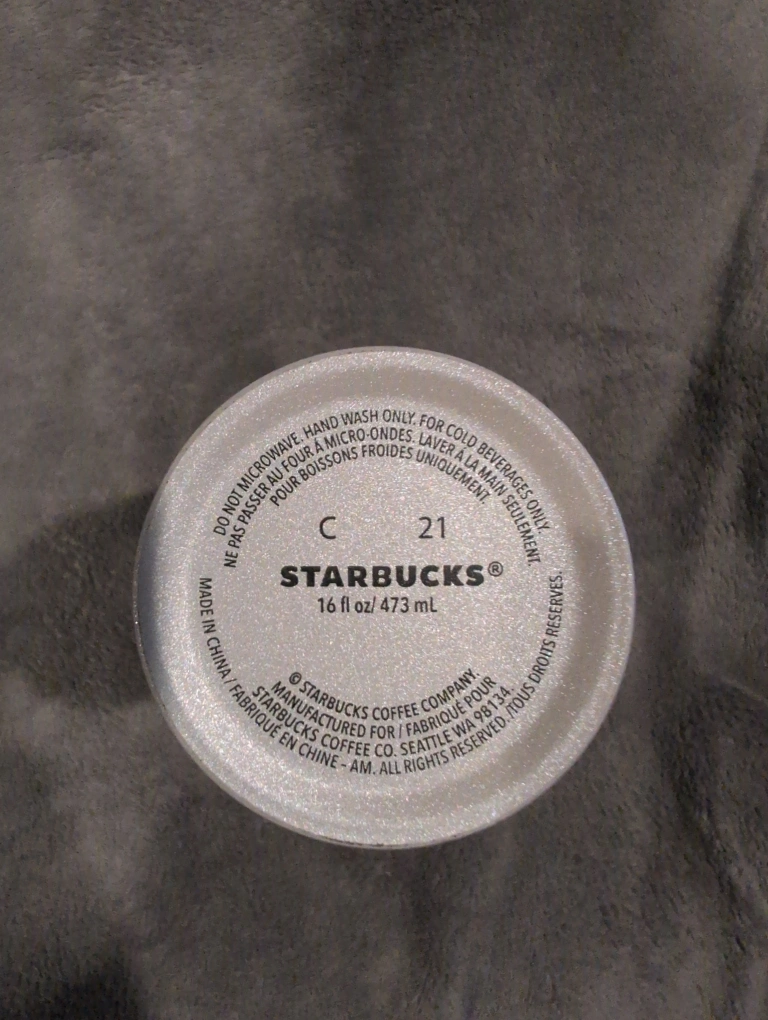 DO NOT MICROWAVE. HAND WASH ONLY. FOR COLD BEVERAGES ONLY.
NE PAS PASSER AU FOUR À MICRO-ONDES. LAVER À LA MAIN SEULEMENT.
POUR BOISSONS FROIDES UNIQUEMENT.
C 21
STARBUCKS®
16 fl oz/ 473 mL
© STARBUCKS COFFEE COMPANY.
MANUFACTURED FOR / FABRIQUÉ POUR
STARBUCKS COFFEE CO. SEATTLE WA 98134.
MADE IN CHINA / FABRIQUÉ EN CHINE - AM. ALL RIGHTS RESERVED. /TOUS DROITS RESERVES.